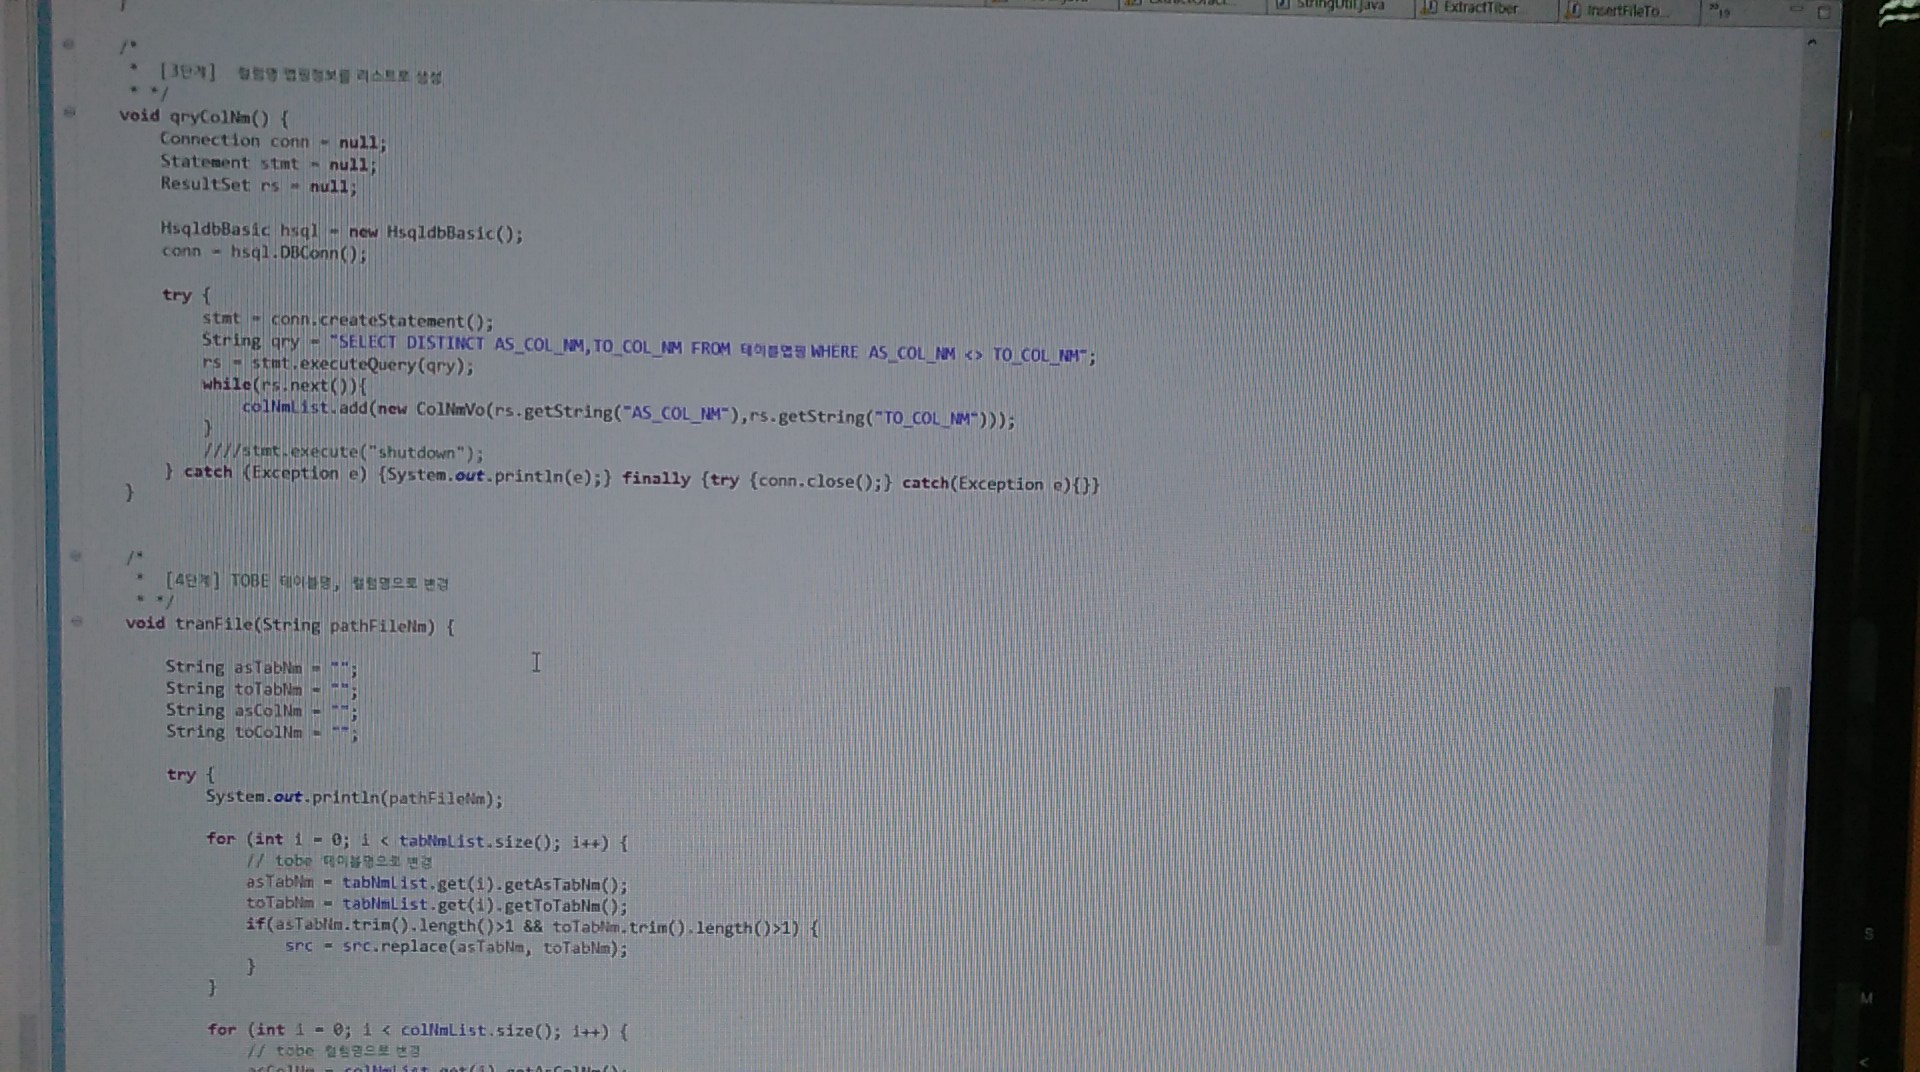 StringUtil.java
ExtractTiber...
InsertFileTo...
}
/*
* [3단계] 컬럼명 맵핑정보를 리스트로 생성
* */
void qryColNm() {
Connection conn = null;
Statement stmt = null;
ResultSet rs = null;
HsqldbBasic hsql = new HsqldbBasic();
conn = hsql.DBConn();
try {
stmt = conn.createStatement();
String qry = "SELECT DISTINCT AS_COL_NM,TO_COL_NM FROM 테이블맵핑 WHERE AS_COL_NM <> TO_COL_NM";
rs = stmt.executeQuery(qry);
while(rs.next()){
colNmList.add(new ColNmVo(rs.getString("AS_COL_NM"),rs.getString("TO_COL_NM")));
}
////stmt.execute("shutdown");
} catch (Exception e) {System.out.println(e);} finally {try {conn.close();} catch(Exception e){}}
}
/*
* [4단계] TOBE 테이블명, 컬럼명으로 변경
* */
void tranFile(String pathFileNm) {
String asTabNm = "";
String toTabNm = "";
String asColNm = "";
String toColNm = "";
try {
System.out.println(pathFileNm);
for (int i = 0; i < tabNmList.size(); i++) {
// tobe 테이블명으로 변경
asTabNm = tabNmList.get(i).getAsTabNm();
toTabNm = tabNmList.get(i).getToTabNm();
if(asTabNm.trim().length()>1 && toTabNm.trim().length()>1) {
src = src.replace(asTabNm, toTabNm);
}
}
for (int i = 0; i < colNmList.size(); i++) {
// tobe 컬럼명으로 변경
asColNm = colNmList.get(i).getAsColNm();
S
M
<